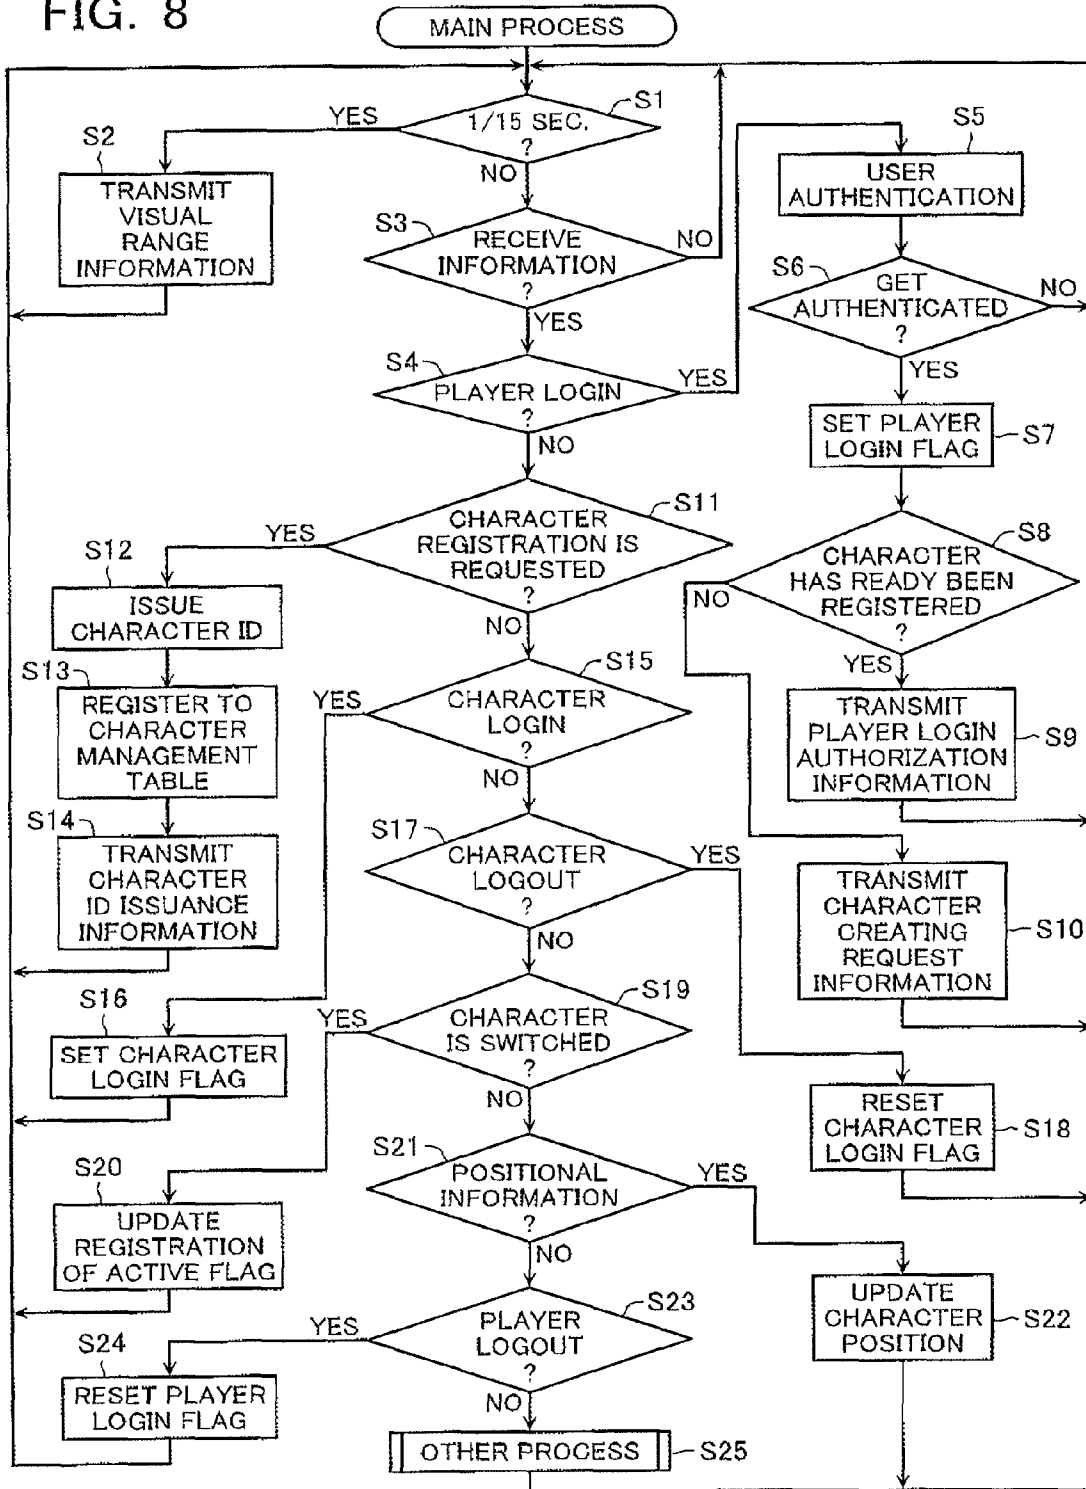 FIG. 8
MAIN PROCESS
S1
1/15 SEC.
?
YES
NO
S2
TRANSMIT
VISUAL
RANGE
INFORMATION
S3
RECEIVE
INFORMATION
?
NO
YES
S4
PLAYER LOGIN
?
YES
NO
S5
USER
AUTHENTICATION
S6
GET
AUTHENTICATED
?
NO
YES
SET PLAYER
LOGIN FLAG
S7
S8
CHARACTER
HAS READY BEEN
REGISTERED
?
NO
YES
TRANSMIT
PLAYER LOGIN
AUTHORIZATION
INFORMATION
S9
TRANSMIT
CHARACTER
CREATING
REQUEST
INFORMATION
S10
S11
CHARACTER
REGISTRATION IS
REQUESTED
?
YES
NO
S12
ISSUE
CHARACTER ID
S13
REGISTER TO
CHARACTER
MANAGEMENT
TABLE
S14
TRANSMIT
CHARACTER
ID ISSUANCE
INFORMATION
S15
CHARACTER
LOGIN
?
YES
NO
S16
SET CHARACTER
LOGIN FLAG
S17
CHARACTER
LOGOUT
?
YES
NO
RESET
CHARACTER
LOGIN FLAG
S18
S19
CHARACTER
IS SWITCHED
?
YES
NO
S20
UPDATE
REGISTRATION
OF ACTIVE FLAG
S21
POSITIONAL
INFORMATION
?
YES
NO
UPDATE
CHARACTER
POSITION
S22
S23
PLAYER
LOGOUT
?
YES
NO
S24
RESET PLAYER
LOGIN FLAG
OTHER PROCESS
S25